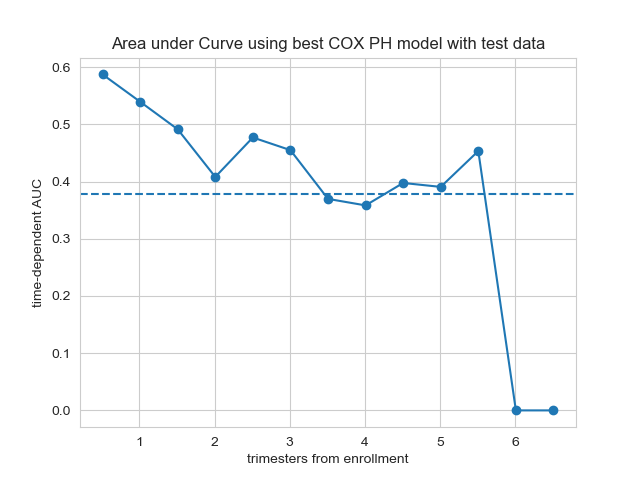 Area under Curve using best COX PH model with test data
0.6
0.5
0.4
0.3
0.2
0.1
0.0
time-dependent AUC
1 2 3 4 5 6
trimesters from enrollment